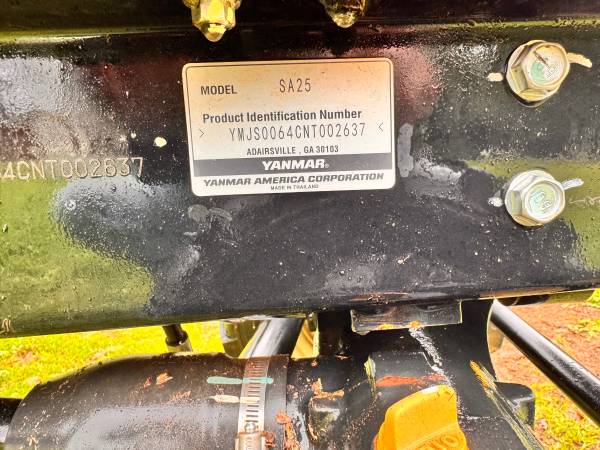 MODEL SA25
Product Identification Number
> YMJS0064CNT002637 <
ADAIRSVILLE , GA 30103
YANMAR®
YANMAR AMERICA CORPORATION
MADE IN THAILAND
4CNT002637